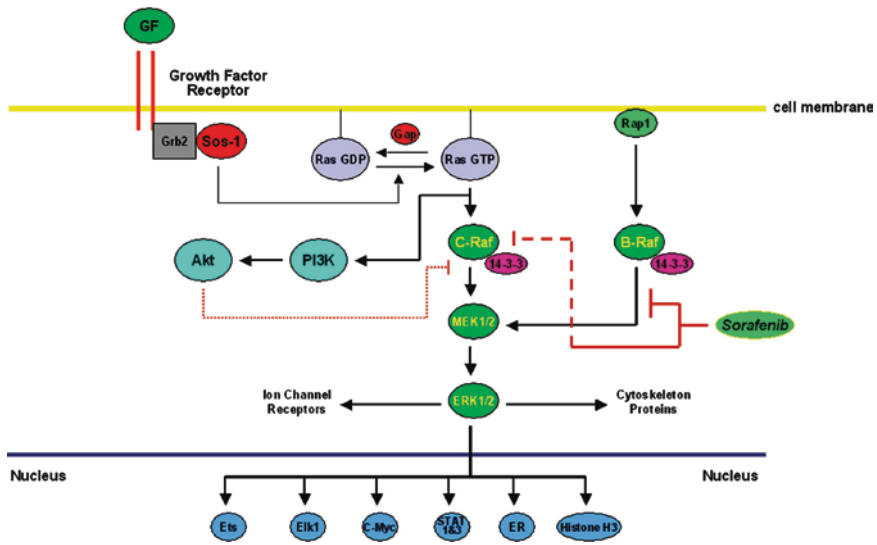 GF
Growth Factor
Receptor
cell membrane
Grb2
Sos-1
Ras GDP
Gap
Ras GTP
Rap1
C-Raf
14-3-3
B-Raf
14-3-3
Akt
PI3K
MEK1/2
Sorafenib
Ion Channel
Receptors
ERK1/2
Cytoskeleton
Proteins
Nucleus
Nucleus
Ets
Elk1
C-Myc
STAT
1&3
ER
Histone H3